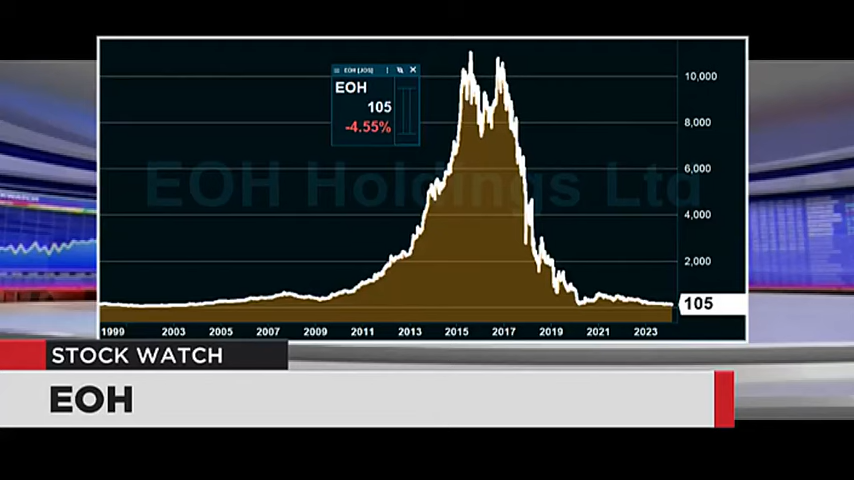 EOH [JOS]
EOH
105
-4.55%
EOH Holdings Ltd
10,000
8,000
6,000
4,000
2,000
105
1999 2003 2005 2007 2009 2011 2013 2015 2017 2019 2021 2023
STOCK WATCH
EOH